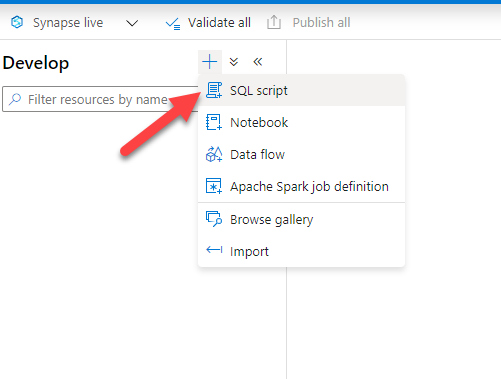 Synapse live
Validate all
Publish all
Develop
Filter resources by name
SQL script
Notebook
Data flow
Apache Spark job definition
Browse gallery
Import